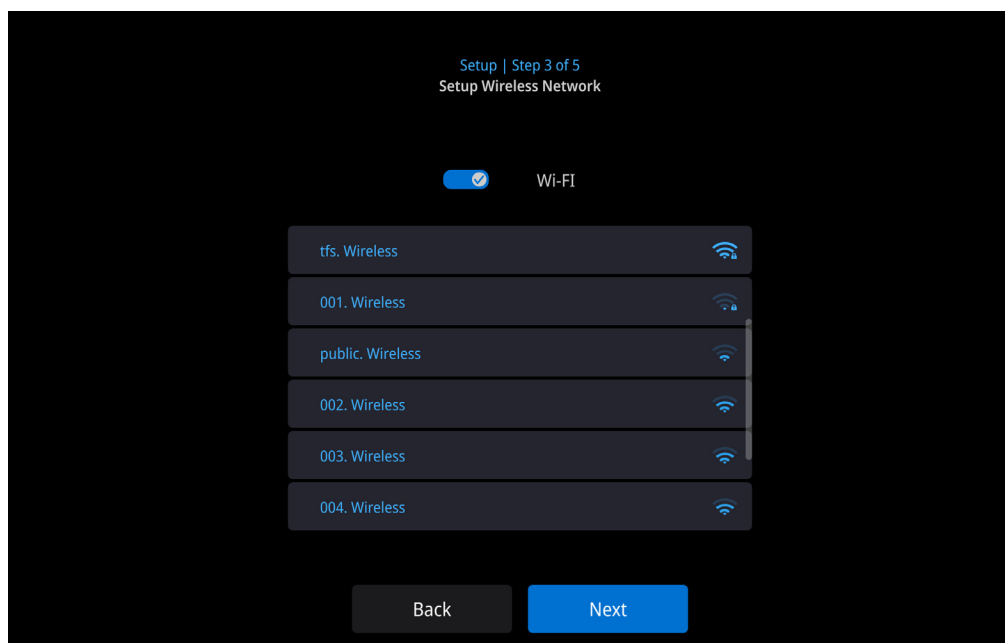 Setup | Step 3 of 5
Setup Wireless Network
Wi-FI
tfs. Wireless
001. Wireless
public. Wireless
002. Wireless
003. Wireless
004. Wireless
Back Next